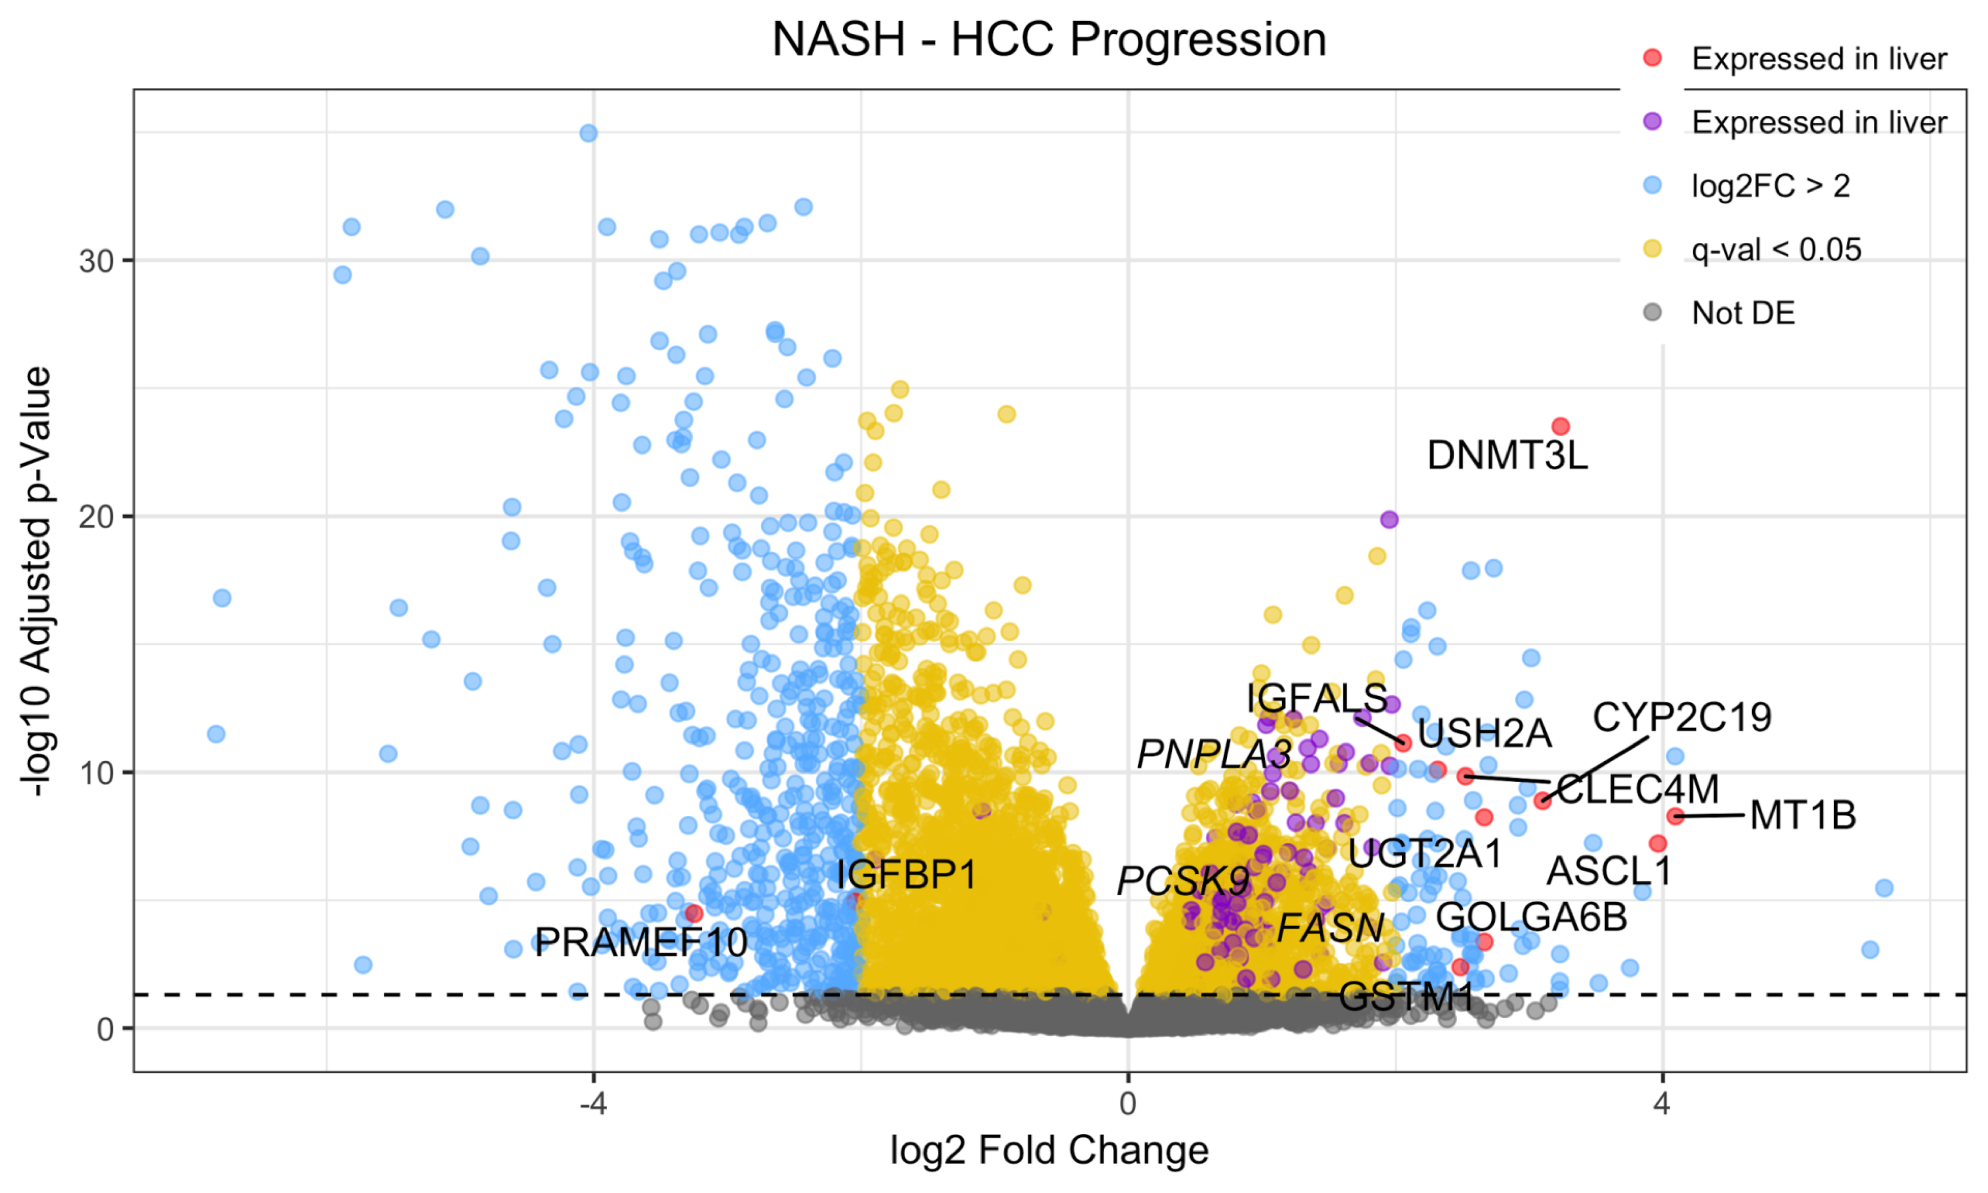 NASH - HCC Progression
Expressed in liver
Expressed in liver
log2FC > 2
q-val < 0.05
Not DE
-log10 Adjusted p-Value
30
20
10
0
DNMT3L
IGFALS
USH2A
CYP2C19
PNPLA3
CLEC4M
MT1B
UGT2A1
ASCL1
IGFBP1
PCSK9
GOLGA6B
FASN
PRAMEF10
GSTM1
-4
0
4
log2 Fold Change